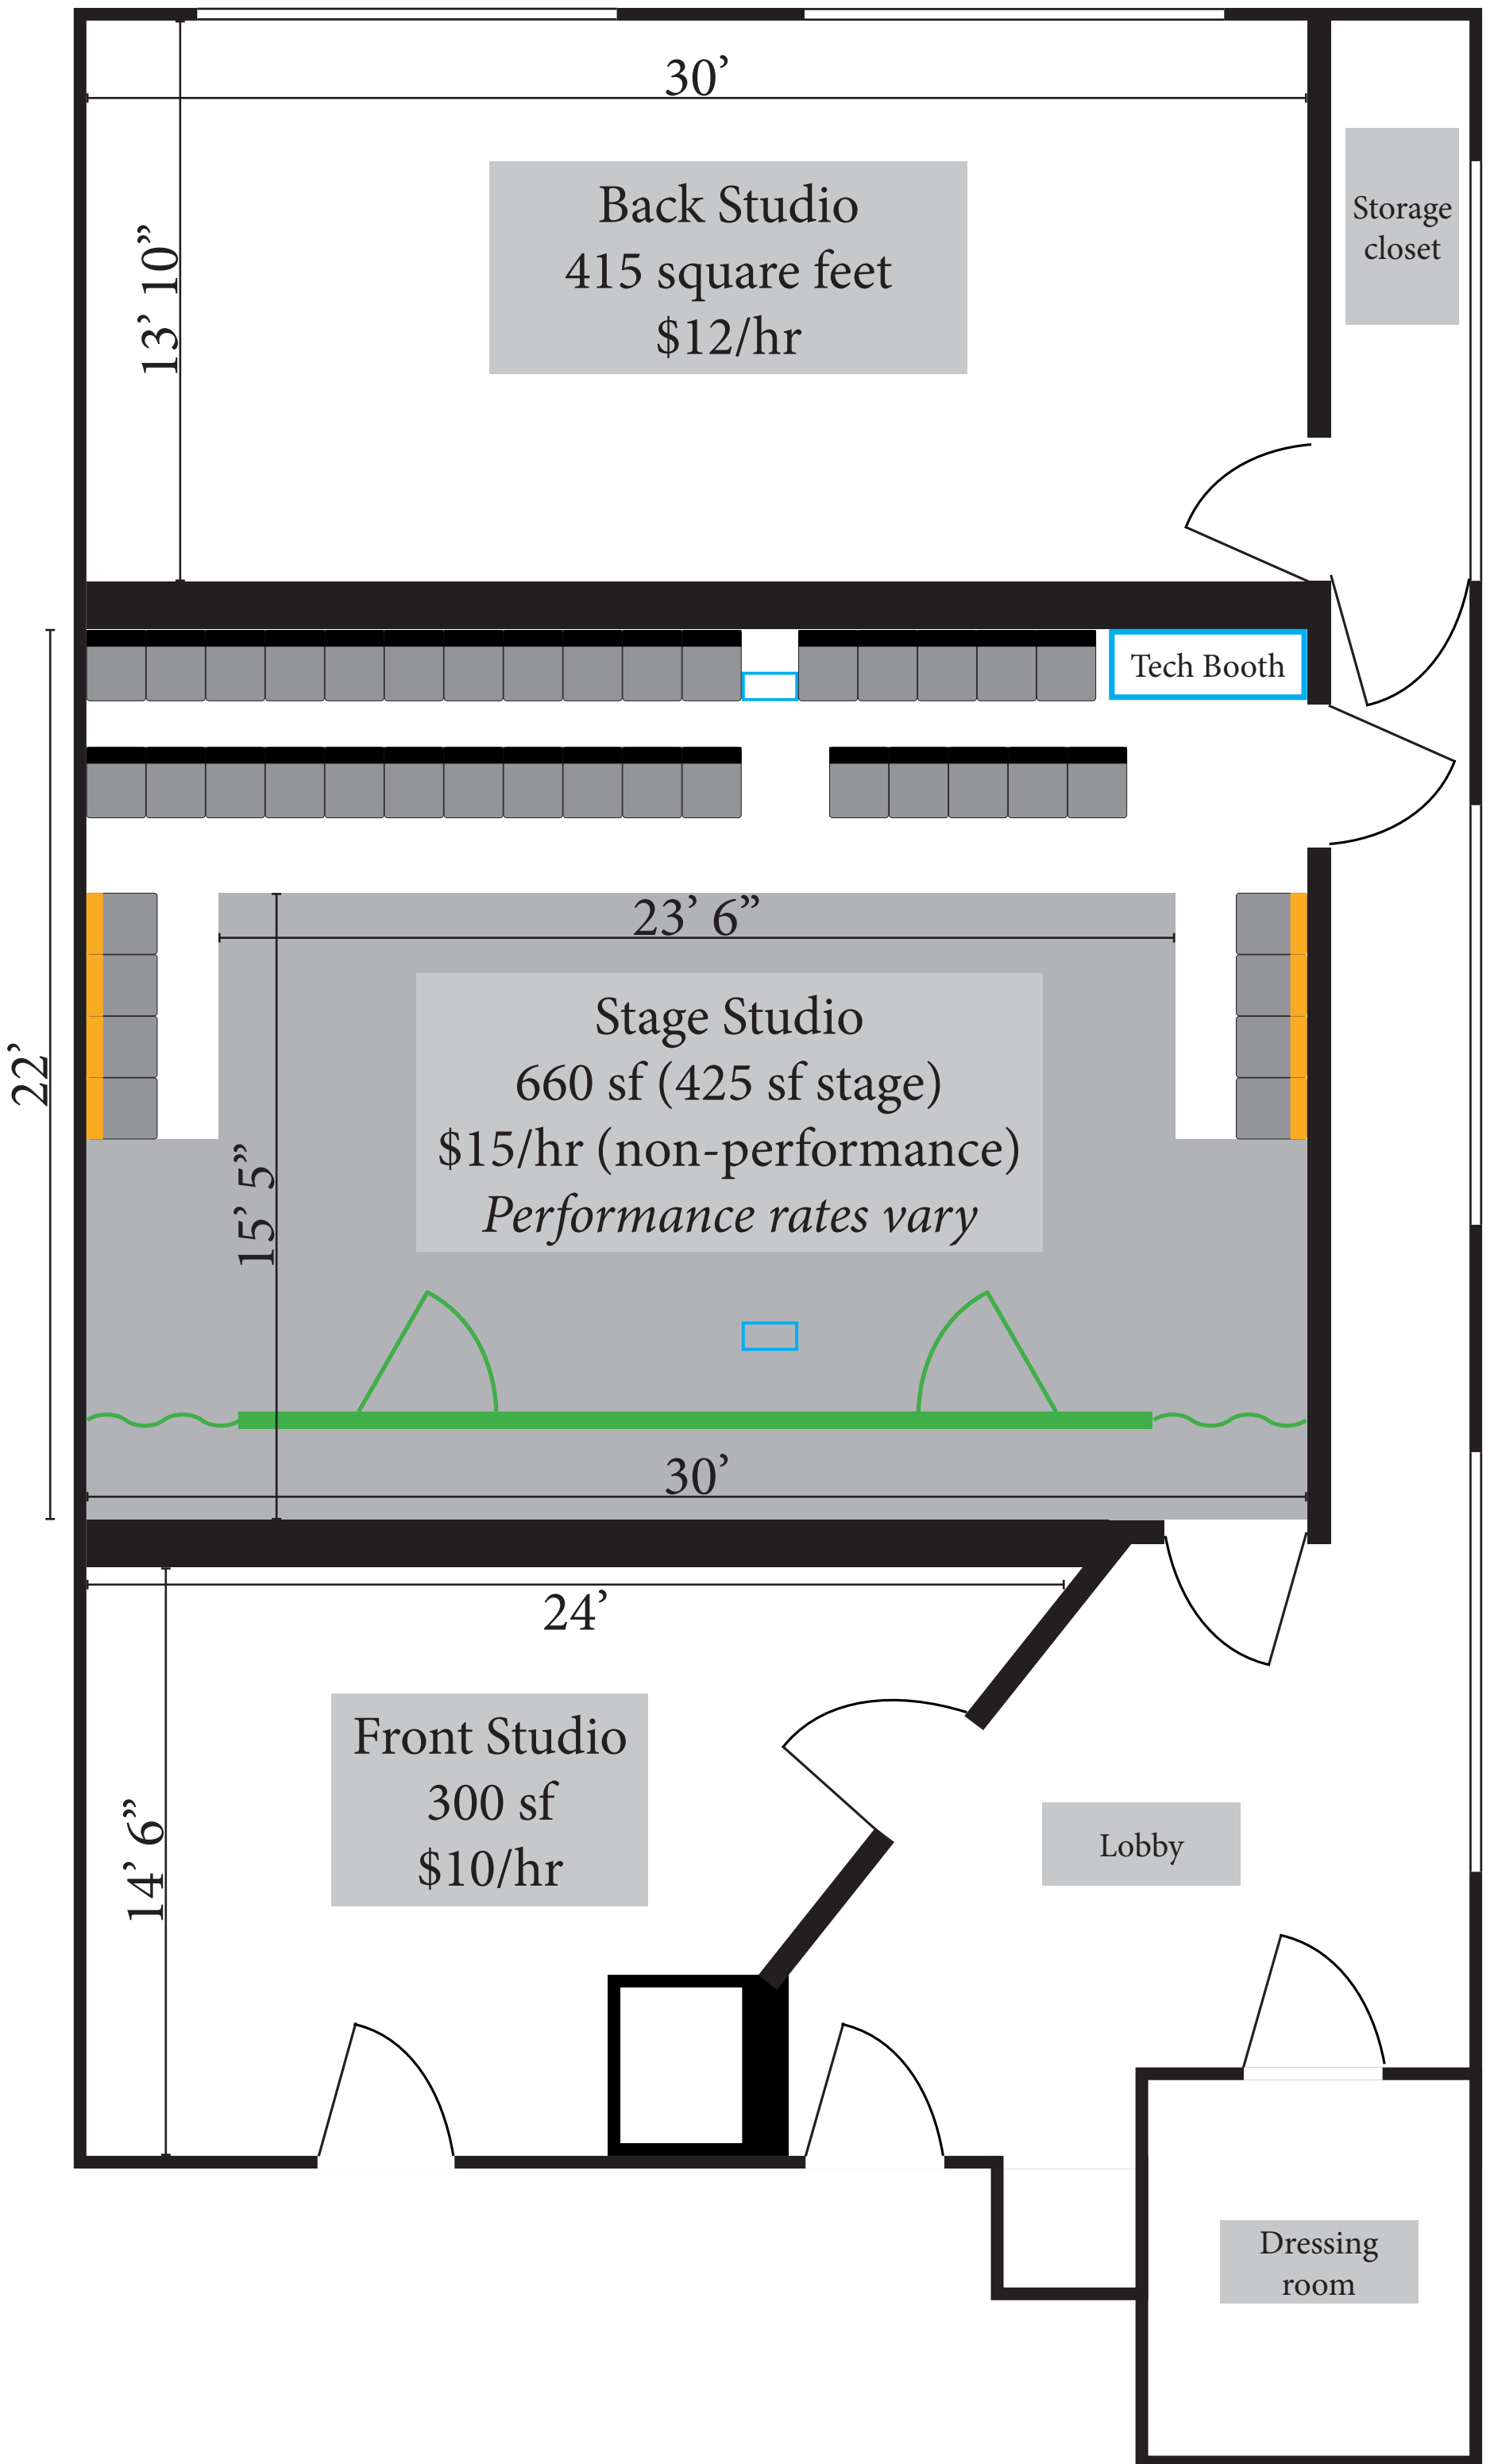 30’
13’ 10”
Back Studio
415 square feet
$12/hr
Storage
closet
Tech Booth
22’
23’ 6”
Stage Studio
660 sf (425 sf stage)
$15/hr (non-performance)
Performance rates vary
15’ 5”
30’
24’
Front Studio
300 sf
$10/hr
14’ 6”
Lobby
Dressing
room